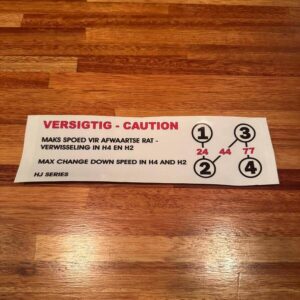 VERSIGTIG - CAUTION
MAKS SPOED VIR AFWAARTSE RAT -
VERWISSELING IN H4 EN H2
MAX CHANGE DOWN SPEED IN H4 AND H2
HJ SERIES
1 3
24 44 77
2 4